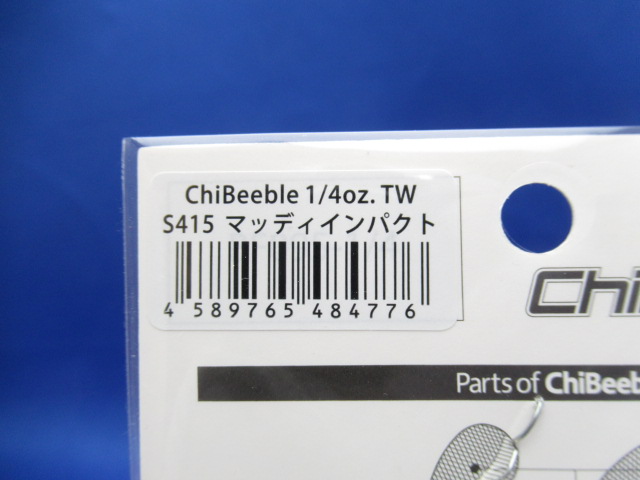 ChiBeeble 1/4oz. TW
S415 マッディインパクト
4 589765 484776
Chi
Parts of ChiBeeb